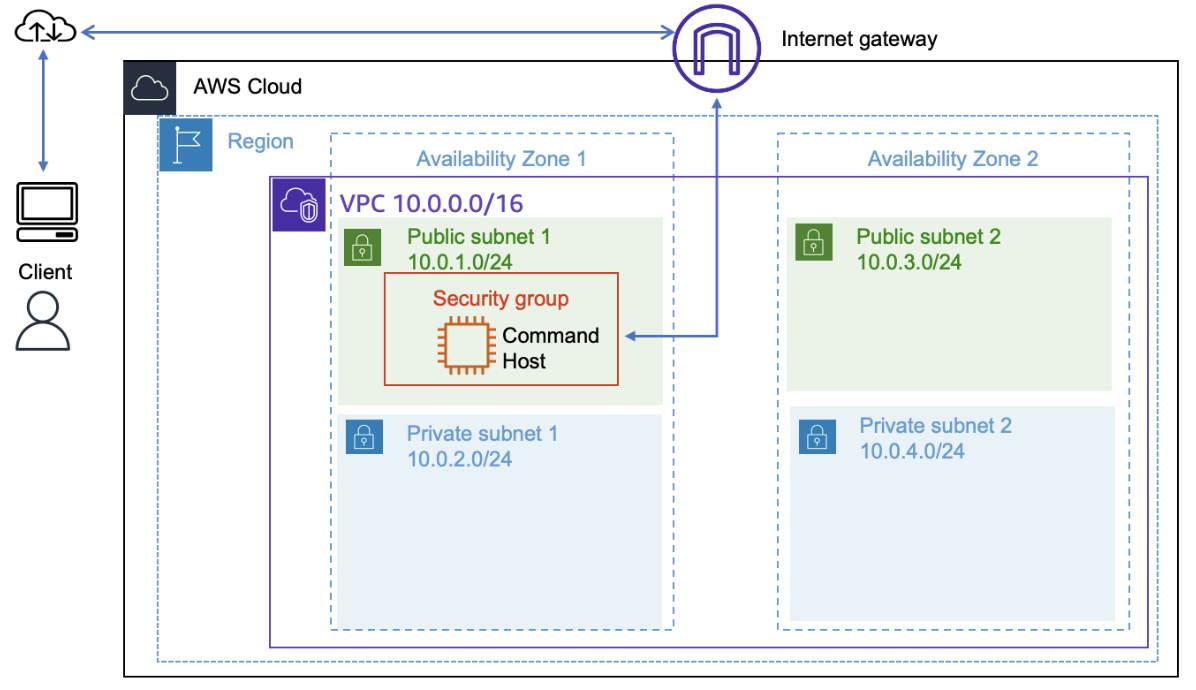 Internet gateway
AWS Cloud
Region
Availability Zone 1
Availability Zone 2
VPC 10.0.0.0/16
Public subnet 1
10.0.1.0/24
Public subnet 2
10.0.3.0/24
Security group
Command
Host
Client
Private subnet 1
10.0.2.0/24
Private subnet 2
10.0.4.0/24